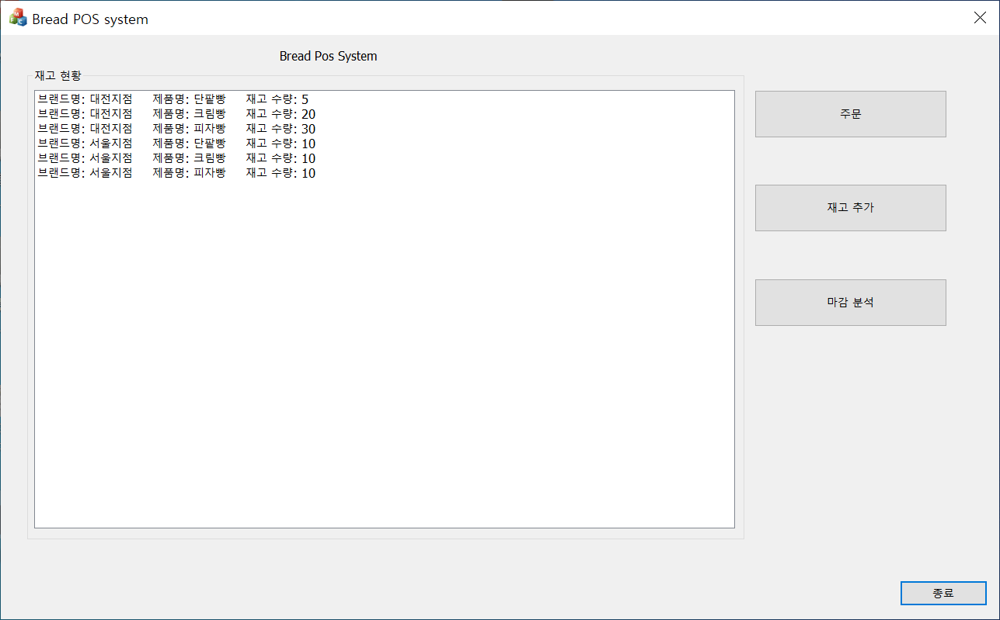 Bread POS system
Bread Pos System
재고 현황
브랜드명: 대전지점 제품명: 단팥빵 재고 수량: 5
브랜드명: 대전지점 제품명: 크림빵 재고 수량: 20
브랜드명: 대전지점 제품명: 피자빵 재고 수량: 30
브랜드명: 서울지점 제품명: 단팥빵 재고 수량: 10
브랜드명: 서울지점 제품명: 크림빵 재고 수량: 10
브랜드명: 서울지점 제품명: 피자빵 재고 수량: 10
주문
재고 추가
마감 분석
종료